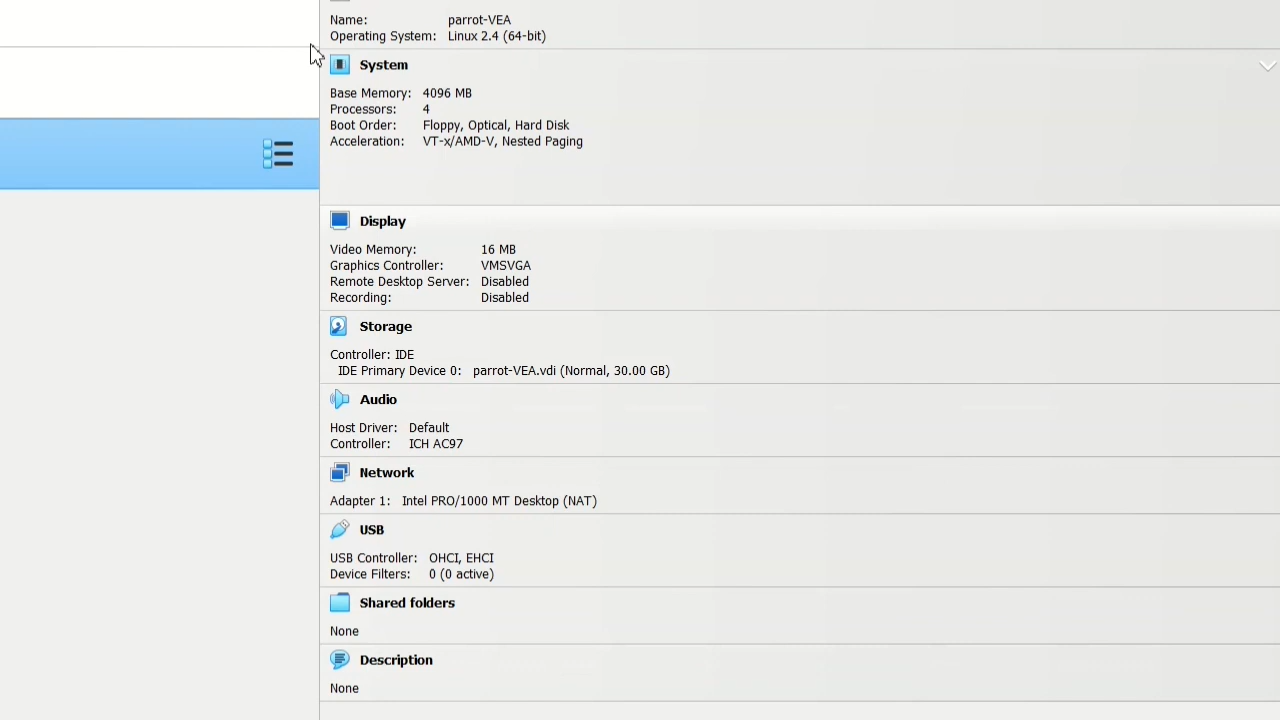 Name: parrot-VEA
Operating System: Linux 2.4 (64-bit)
System
Base Memory: 4096 MB
Processors: 4
Boot Order: Floppy, Optical, Hard Disk
Acceleration: VT-x/AMD-V, Nested Paging
Display
Video Memory: 16 MB
Graphics Controller: VMSVGA
Remote Desktop Server: Disabled
Recording: Disabled
Storage
Controller: IDE
IDE Primary Device 0: parrot-VEA.vdi (Normal, 30.00 GB)
Audio
Host Driver: Default
Controller: ICH AC97
Network
Adapter 1: Intel PRO/1000 MT Desktop (NAT)
USB
USB Controller: OHCI, EHCI
Device Filters: 0 (0 active)
Shared folders
None
Description
None